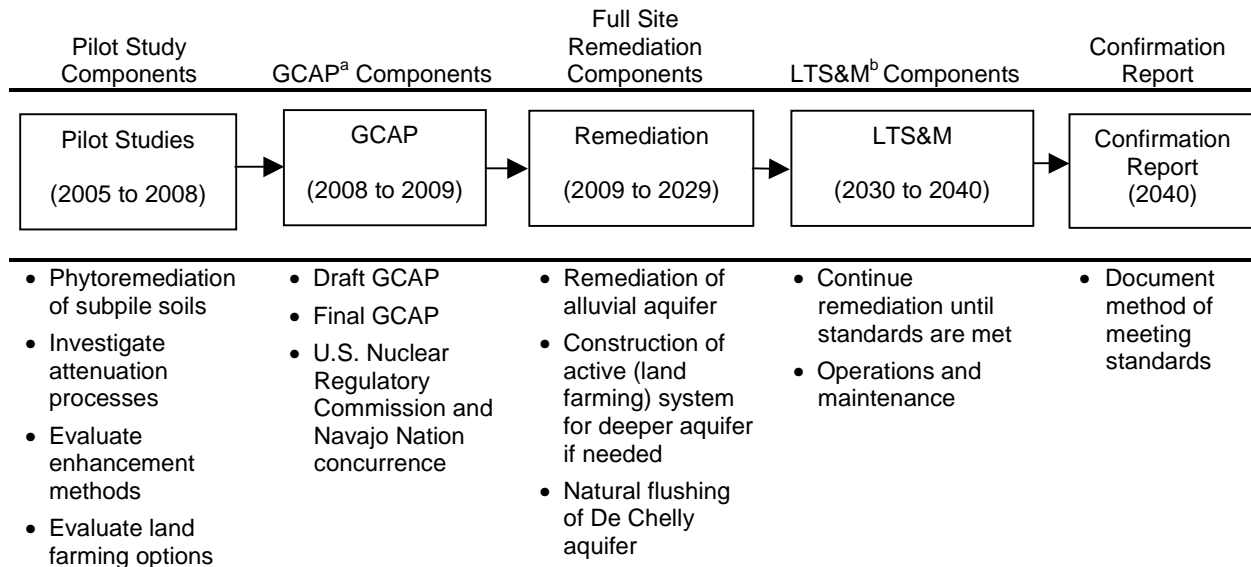 Pilot Study
Components
GCAPa Components
Full Site
Remediation
Components
LTS&Mb Components
Confirmation
Report
Pilot Studies
(2005 to 2008)
GCAP
(2008 to 2009)
Remediation
(2009 to 2029)
LTS&M
(2030 to 2040)
Confirmation
Report
(2040)
• Phytoremediation
of subpile soils
• Investigate
attenuation
processes
• Evaluate
enhancement
methods
• Evaluate land
farming options
• Draft GCAP
• Final GCAP
• U.S. Nuclear
Regulatory
Commission and
Navajo Nation
concurrence
• Remediation of
alluvial aquifer
• Construction of
active (land
farming) system
for deeper aquifer
if needed
• Natural flushing
of De Chelly
aquifer
• Continue
remediation until
standards are met
• Operations and
maintenance
• Document
method of
meeting
standards